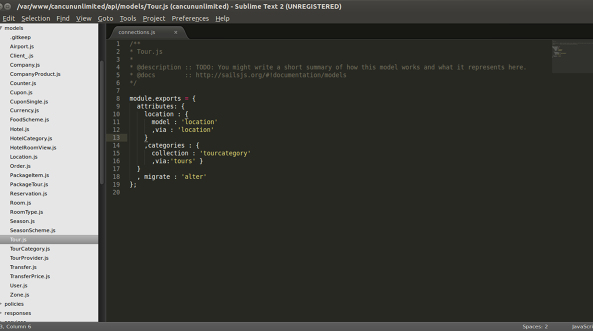 /var/www/cancununlimited/api/models/Tour.js (cancununlimited) - Sublime Text 2 (UNREGISTERED)
Edit Selection Find View Goto Tools Project Preferences Help
models
.gitkeep
Airport.js
Client_.js
Company.js
CompanyProduct.js
Counter.js
Cupon.js
CuponSingle.js
Currency.js
FoodScheme.js
Hotel.js
HotelCategory.js
HotelRoomView.js
Location.js
Order.js
PackageItem.js
PackageTour.js
Reservation.js
Room.js
RoomType.js
Season.js
SeasonScheme.js
Tour.js
TourCategory.js
TourProvider.js
Transfer.js
TransferPrice.js
User.js
Zone.js
policies
responses
connections.js ×
1 /**
2 * Tour.js
3 *
4 * @description :: TODO: You might write a short summary of how this model works and what it represents here.
5 * @docs :: http://sailsjs.org/#!documentation/models
6 */
7
8 module.exports = {
9 attributes: {
10 location : {
11 model : 'location'
12 ,via : 'location'
13 }
14 ,categories : {
15 collection : 'tourcategory'
16 ,via:'tours' }
17 }
18 , migrate : 'alter'
19 };
20
3, Column 6
Spaces: 2
JavaScri